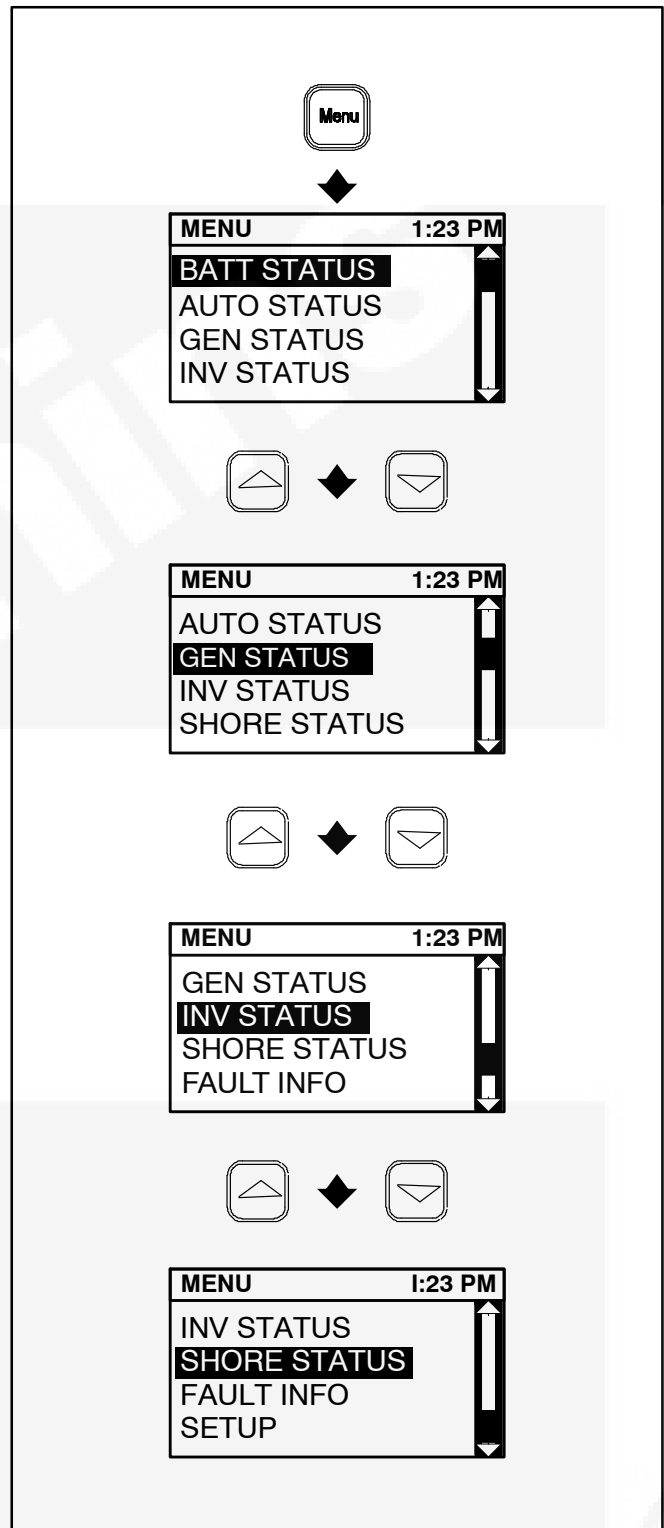 Menu
MENU 1:23 PM
BATT STATUS
AUTO STATUS
GEN STATUS
INV STATUS
MENU 1:23 PM
AUTO STATUS
GEN STATUS
INV STATUS
SHORE STATUS
MENU 1:23 PM
GEN STATUS
INV STATUS
SHORE STATUS
FAULT INFO
MENU I:23 PM
INV STATUS
SHORE STATUS
FAULT INFO
SETUP